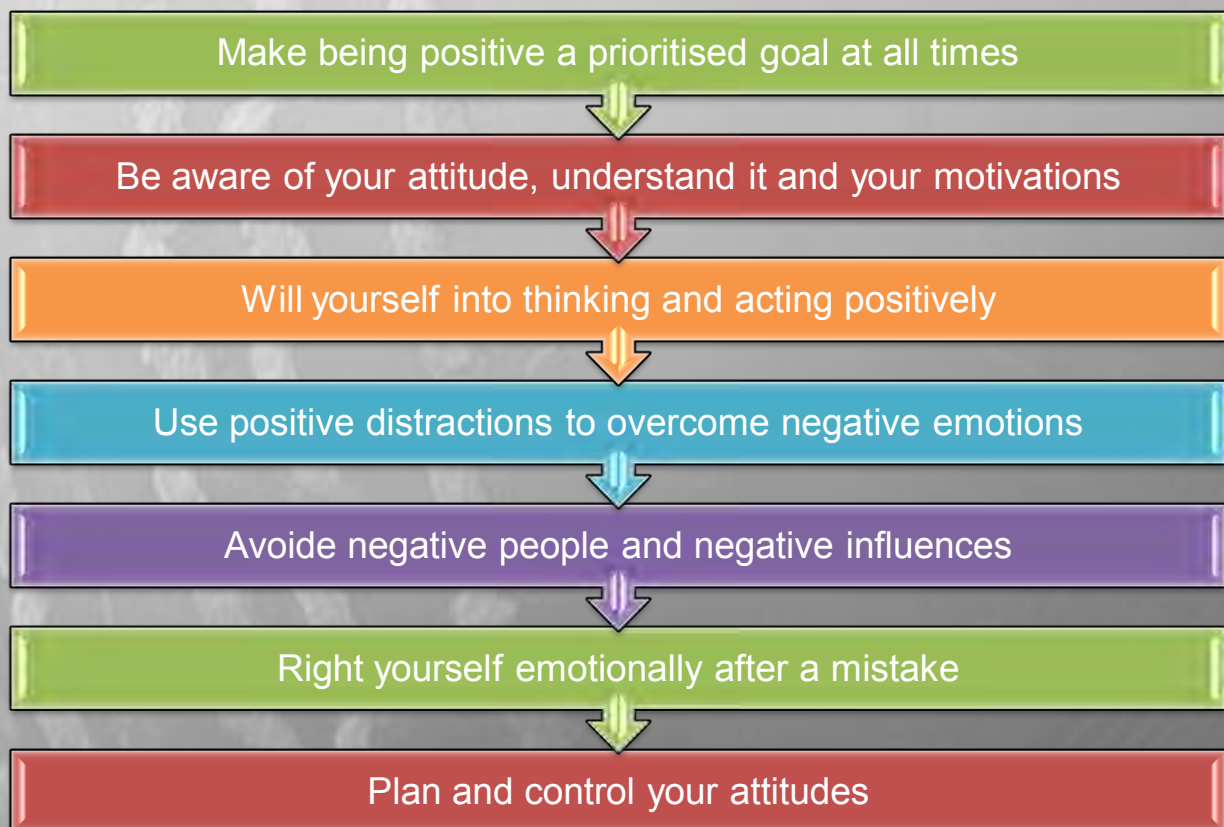 Make being positive a prioritised goal at all times
Be aware of your attitude, understand it and your motivations
Will yourself into thinking and acting positively
Use positive distractions to overcome negative emotions
Avoide negative people and negative influences
Right yourself emotionally after a mistake
Plan and control your attitudes